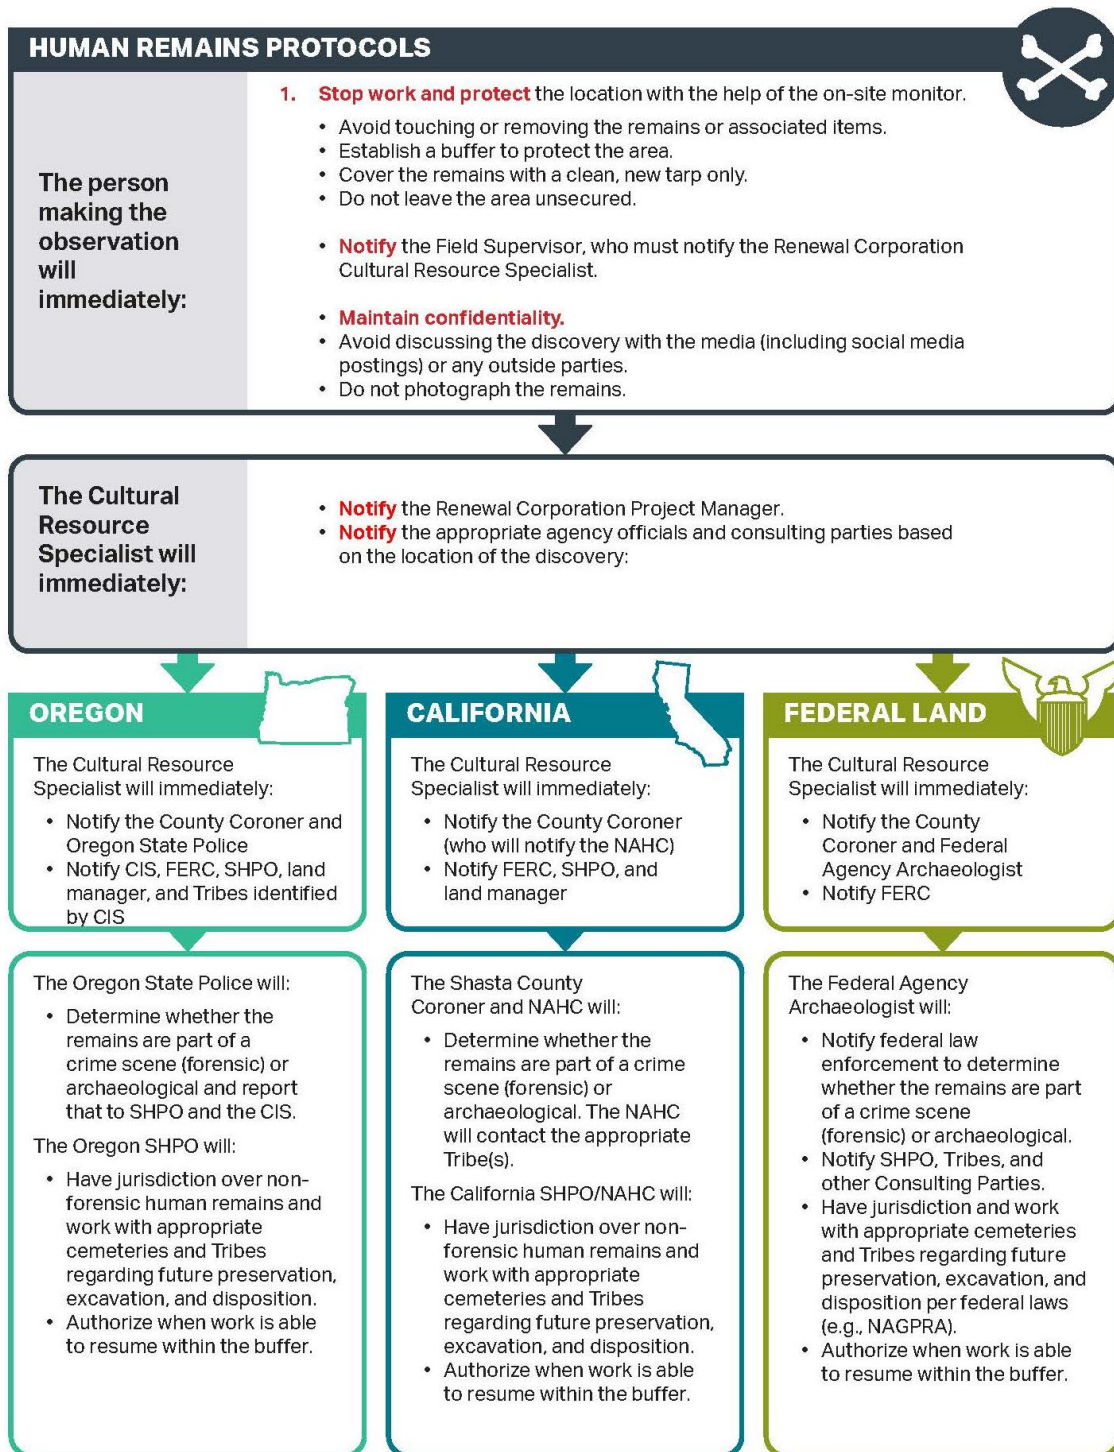 HUMAN REMAINS PROTOCOLS
The person
making the
observation
will
immediately:
1. Stop work and protect the location with the help of the on-site monitor.
• Avoid touching or removing the remains or associated items.
• Establish a buffer to protect the area.
• Cover the remains with a clean, new tarp only.
• Do not leave the area unsecured.
• Notify the Field Supervisor, who must notify the Renewal Corporation
Cultural Resource Specialist.
• Maintain confidentiality.
• Avoid discussing the discovery with the media (including social media
postings) or any outside parties.
• Do not photograph the remains.
The Cultural
Resource
Specialist will
immediately:
• Notify the Renewal Corporation Project Manager.
• Notify the appropriate agency officials and consulting parties based
on the location of the discovery:
OREGON
The Cultural Resource
Specialist will immediately:
• Notify the County Coroner and
Oregon State Police
• Notify CIS, FERC, SHPO, land
manager, and Tribes identified
by CIS
The Oregon State Police will:
• Determine whether the
remains are part of a
crime scene (forensic) or
archaeological and report
that to SHPO and the CIS.
The Oregon SHPO will:
• Have jurisdiction over non-
forensic human remains and
work with appropriate
cemeteries and Tribes
regarding future preservation,
excavation, and disposition.
• Authorize when work is able
to resume within the buffer.
CALIFORNIA
The Cultural Resource
Specialist will immediately:
• Notify the County Coroner
(who will notify the NAHC)
• Notify FERC, SHPO, and
land manager
The Shasta County
Coroner and NAHC will:
• Determine whether the
remains are part of a crime
scene (forensic) or
archaeological. The NAHC
will contact the appropriate
Tribe(s).
The California SHPO/NAHC will:
• Have jurisdiction over non-
forensic human remains and
work with appropriate
cemeteries and Tribes
regarding future preservation,
excavation, and disposition.
• Authorize when work is able
to resume within the buffer.
FEDERAL LAND
The Cultural Resource
Specialist will immediately:
• Notify the County
Coroner and Federal
Agency Archaeologist
• Notify FERC
The Federal Agency
Archaeologist will:
• Notify federal law
enforcement to determine
whether the remains are part
of a crime scene
(forensic) or archaeological.
• Notify SHPO, Tribes, and
other Consulting Parties.
• Have jurisdiction and work
with appropriate cemeteries
and Tribes regarding future
preservation, excavation, and
disposition per federal laws
(e.g., NAGPRA).
• Authorize when work is able
to resume within the buffer.